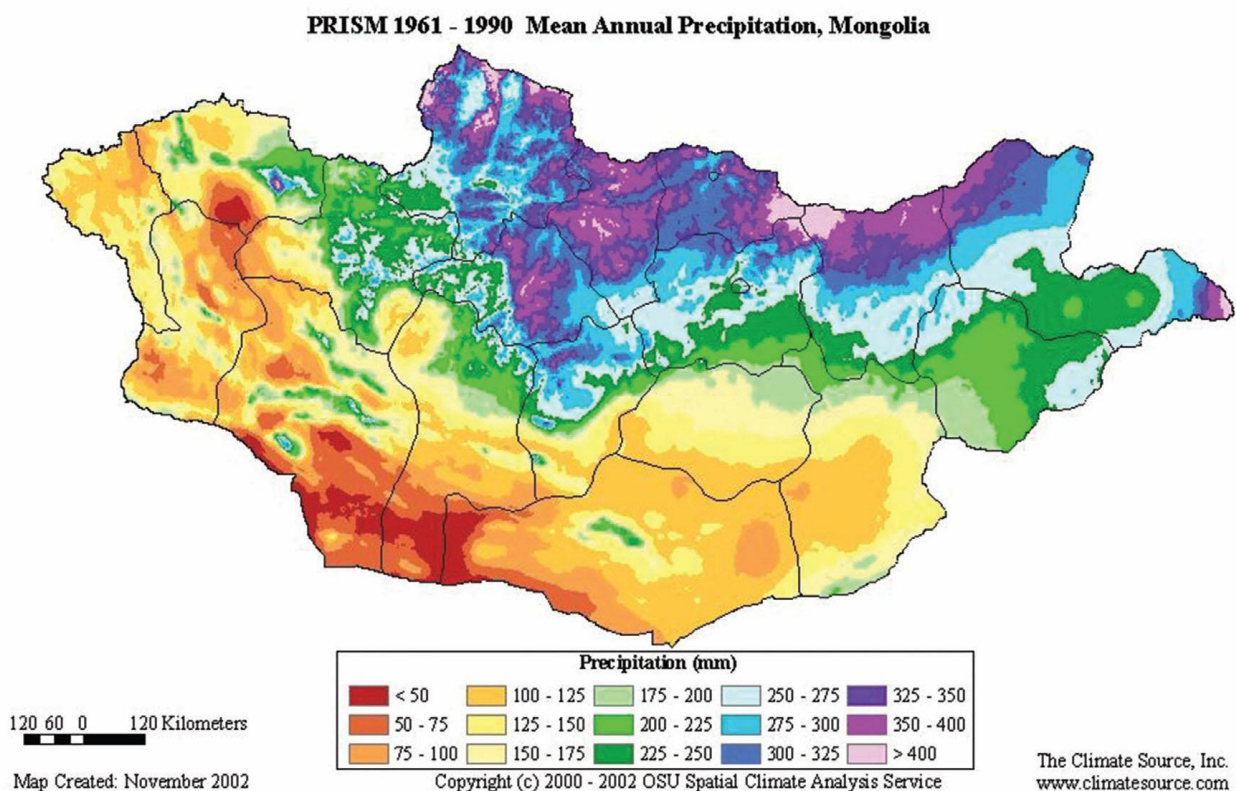 PRISM 1961 - 1990 Mean Annual Precipitation, Mongolia
Precipitation (mm)
< 50
100 - 125
175 - 200
250 - 275
325 - 350
50 - 75
125 - 150
200 - 225
275 - 300
350 - 400
75 - 100
150 - 175
225 - 250
300 - 325
> 400
120 60 0 120 Kilometers
Map Created: November 2002
Copyright (c) 2000 - 2002 OSU Spatial Climate Analysis Service
The Climate Source, Inc.
www.climatesource.com